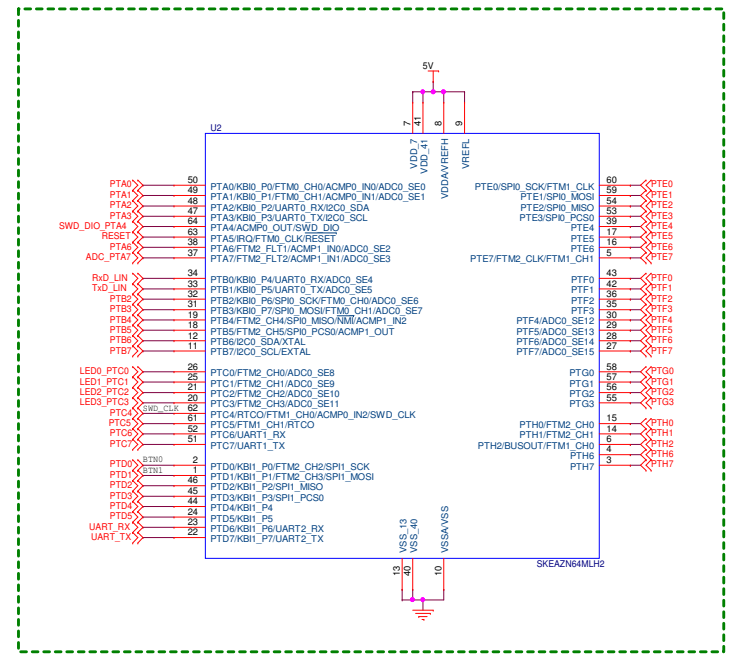 5V
U2
7
41
8
9
VDD_7
VDD_41
VDDA/VREFH
VREFL
PTA0 50 PTA0/KBI0_P0/FTM0_CH0/ACMP0_IN0/ADC0_SE0
PTA1 49 PTA1/KBI0_P1/FTM0_CH1/ACMP0_IN1/ADC0_SE1
PTA2 48 PTA2/KBI0_P2/UART0_RX/I2C0_SDA
PTA3 47 PTA3/KBI0_P3/UART0_TX/I2C0_SCL
SWD_DIO_PTA4 64 PTA4/ACMP0_OUT/SWD_DIO
RESET 63 PTA5/IRQ/FTM0_CLK/RESET
PTA6 38 PTA6/FTM2_FLT1/ACMP1_IN0/ADC0_SE2
ADC_PTA7 37 PTA7/FTM2_FLT2/ACMP1_IN1/ADC0_SE3
RxD_LIN 34 PTB0/KBI0_P4/UART0_RX/ADC0_SE4
TxD_LIN 33 PTB1/KBI0_P5/UART0_TX/ADC0_SE5
PTB2 32 PTB2/KBI0_P6/SPI0_SCK/FTM0_CH0/ADC0_SE6
PTB3 31 PTB3/KBI0_P7/SPI0_MOSI/FTM0_CH1/ADC0_SE7
PTB4 19 PTB4/FTM2_CH4/SPI0_MISO/NMI/ACMP1_IN2
PTB5 18 PTB5/FTM2_CH5/SPI0_PCS0/ACMP1_OUT
PTB6 12 PTB6/I2C0_SDA/XTAL
PTB7 11 PTB7/I2C0_SCL/EXTAL
LED0_PTC0 26 PTC0/FTM2_CH0/ADC0_SE8
LED1_PTC1 25 PTC1/FTM2_CH1/ADC0_SE9
LED2_PTC2 21 PTC2/FTM2_CH2/ADC0_SE10
LED3_PTC3 20 PTC3/FTM2_CH3/ADC0_SE11
PTC4 SWD_CLK 62 PTC4/RTCO/FTM1_CH0/ACMP0_IN2/SWD_CLK
PTC5 61 PTC5/FTM1_CH1/RTCO
PTC6 52 PTC6/UART1_RX
PTC7 51 PTC7/UART1_TX
PTD0 BTN0 2 PTD0/KBI1_P0/FTM2_CH2/SPI1_SCK
PTD1 BTN1 1 PTD1/KBI1_P1/FTM2_CH3/SPI1_MOSI
PTD2 46 PTD2/KBI1_P2/SPI1_MISO
PTD3 45 PTD3/KBI1_P3/SPI1_PCS0
PTD4 44 PTD4/KBI1_P4
PTD5 24 PTD5/KBI1_P5
UART_RX 23 PTD6/KBI1_P6/UART2_RX
UART_TX 22 PTD7/KBI1_P7/UART2_TX
PTE0/SPI0_SCK/FTM1_CLK 60 PTE0
PTE1/SPI0_MOSI 59 PTE1
PTE2/SPI0_MISO 54 PTE2
PTE3/SPI0_PCS0 53 PTE3
PTE4 39 PTE4
PTE5 17 PTE5
PTE6 16 PTE6
PTE7/FTM2_CLK/FTM1_CH1 5 PTE7
PTF0 43 PTF0
PTF1 42 PTF1
PTF2 36 PTF2
PTF3 35 PTF3
PTF4/ADC0_SE12 30 PTF4
PTF5/ADC0_SE13 29 PTF5
PTF6/ADC0_SE14 28 PTF6
PTF7/ADC0_SE15 27 PTF7
PTG0 58 PTG0
PTG1 57 PTG1
PTG2 56 PTG2
PTG3 55 PTG3
PTH0/FTM2_CH0 15 PTH0
PTH1/FTM2_CH1 14 PTH1
PTH2/BUSOUT/FTM1_CH0 6 PTH2
PTH6 4 PTH6
PTH7 3 PTH7
VSS_13
VSS_40
VSSA/VSS
13
40
10
SKEAZN64MLH2